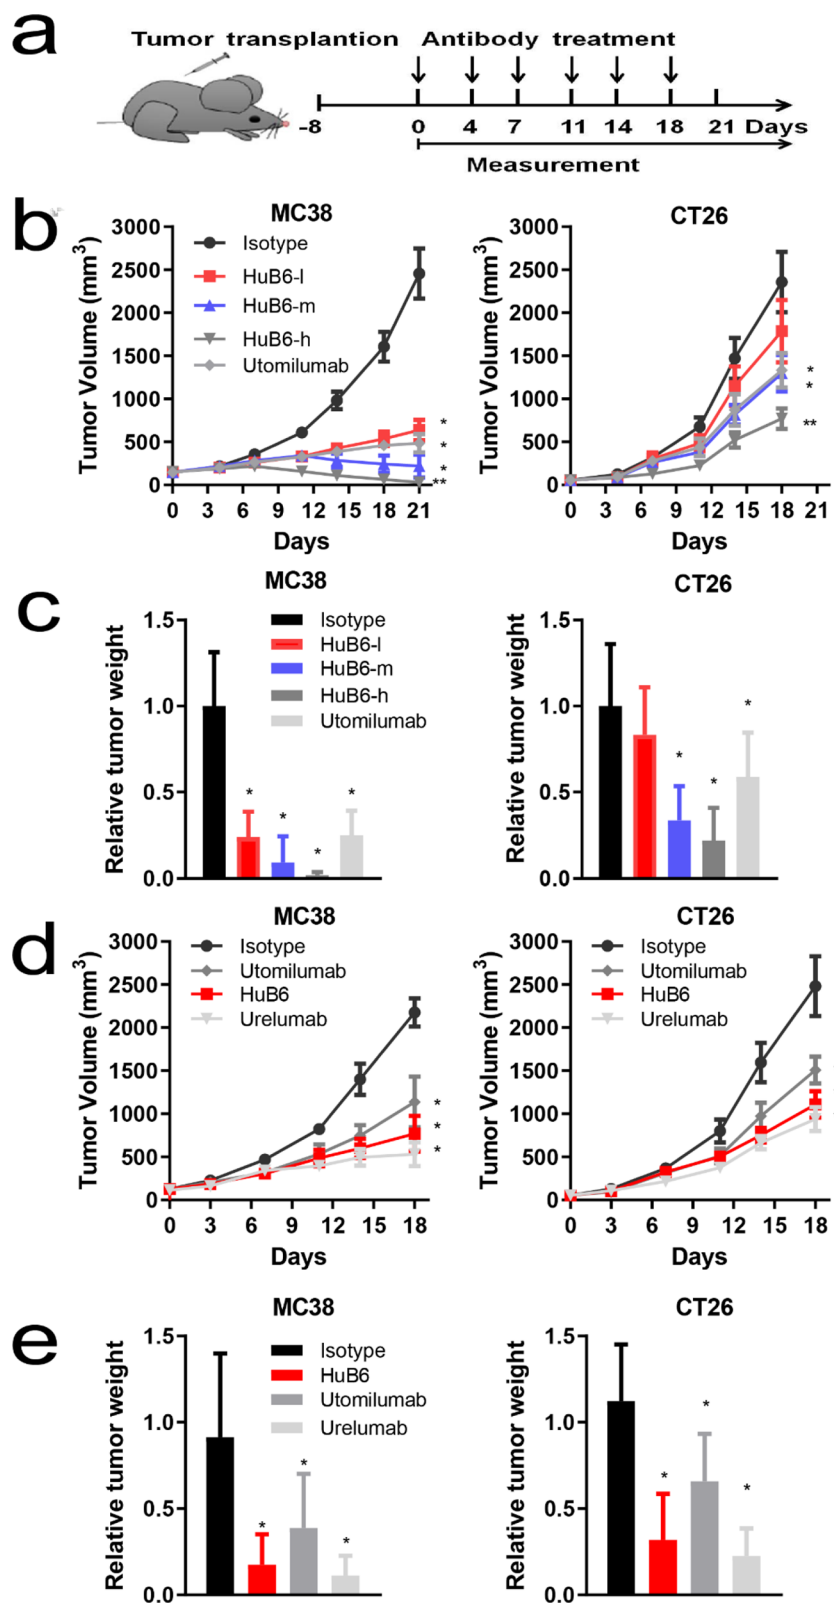 a
Tumor transplantion Antibody treatment
-8 0 4 7 11 14 18 21 Days
Measurement
b
MC38
Tumor Volume (mm3)
3000
2500
2000
1500
1000
500
0
Isotype
HuB6-l
HuB6-m
HuB6-h
Utomilumab
*
*
*
**
0 3 6 9 12 15 18 21
Days
CT26
Tumor Volume (mm3)
3000
2500
2000
1500
1000
500
0
*
*
**
0 3 6 9 12 15 18 21
Days
c
MC38
Relative tumor weight
1.5
1.0
0.5
0.0
Isotype
HuB6-l
HuB6-m
HuB6-h
Utomilumab
* * * *
CT26
Relative tumor weight
1.5
1.0
0.5
0.0
* * *
d
MC38
Tumor Volume (mm3)
3000
2500
2000
1500
1000
500
0
Isotype
Utomilumab
HuB6
Urelumab
*
*
*
0 3 6 9 12 15 18
Days
CT26
Tumor Volume (mm3)
3000
2500
2000
1500
1000
500
0
Isotype
Utomilumab
HuB6
Urelumab
0 3 6 9 12 15 18
Days
e
MC38
Relative tumor weight
1.5
1.0
0.5
0.0
Isotype
HuB6
Utomilumab
Urelumab
* * *
CT26
Relative tumor weight
1.5
1.0
0.5
0.0
* * *